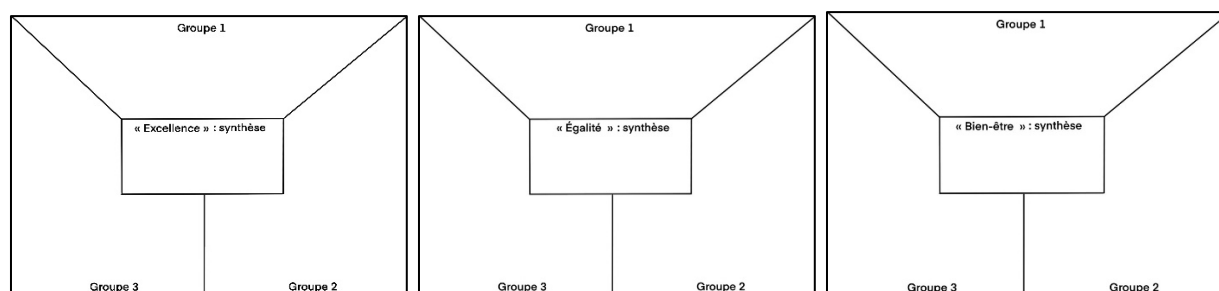 Groupe 1
« Excellence » : synthèse
Groupe 3
Groupe 2
Groupe 1
« Égalité » : synthèse
Groupe 3
Groupe 2
Groupe 1
« Bien-être » : synthèse
Groupe 3
Groupe 2